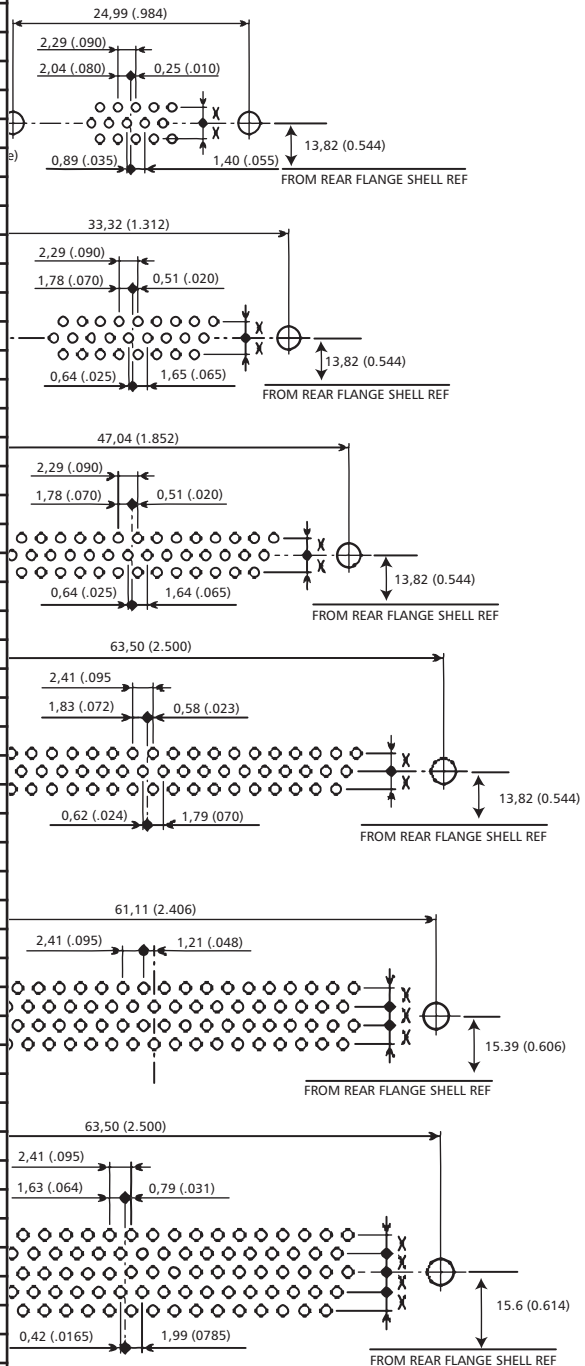 24,99 (.984)
2,29 (.090)
2,04 (.080) 0,25 (.010)
X
X
13,82 (0.544)
e)
0,89 (.035) 1,40 (.055)
FROM REAR FLANGE SHELL REF
33,32 (1.312)
2,29 (.090)
1,78 (.070) 0,51 (.020)
X
X
13,82 (0.544)
0,64 (.025) 1,65 (.065)
FROM REAR FLANGE SHELL REF
47,04 (1.852)
2,29 (.090)
1,78 (.070) 0,51 (.020)
X
X
13,82 (0.544)
0,64 (.025) 1,64 (.065)
FROM REAR FLANGE SHELL REF
63,50 (2.500)
2,41 (.095
1,83 (.072) 0,58 (.023)
X
X
13,82 (0.544)
0,62 (.024) 1,79 (070)
FROM REAR FLANGE SHELL REF
61,11 (2.406)
2,41 (.095) 1,21 (.048)
X
X
X
15.39 (0.606)
FROM REAR FLANGE SHELL REF
63,50 (2.500)
2,41 (.095)
1,63 (.064) 0,79 (.031)
X
X
X
X
15.6 (0.614)
0,42 (.0165) 1,99 (0785)
FROM REAR FLANGE SHELL REF